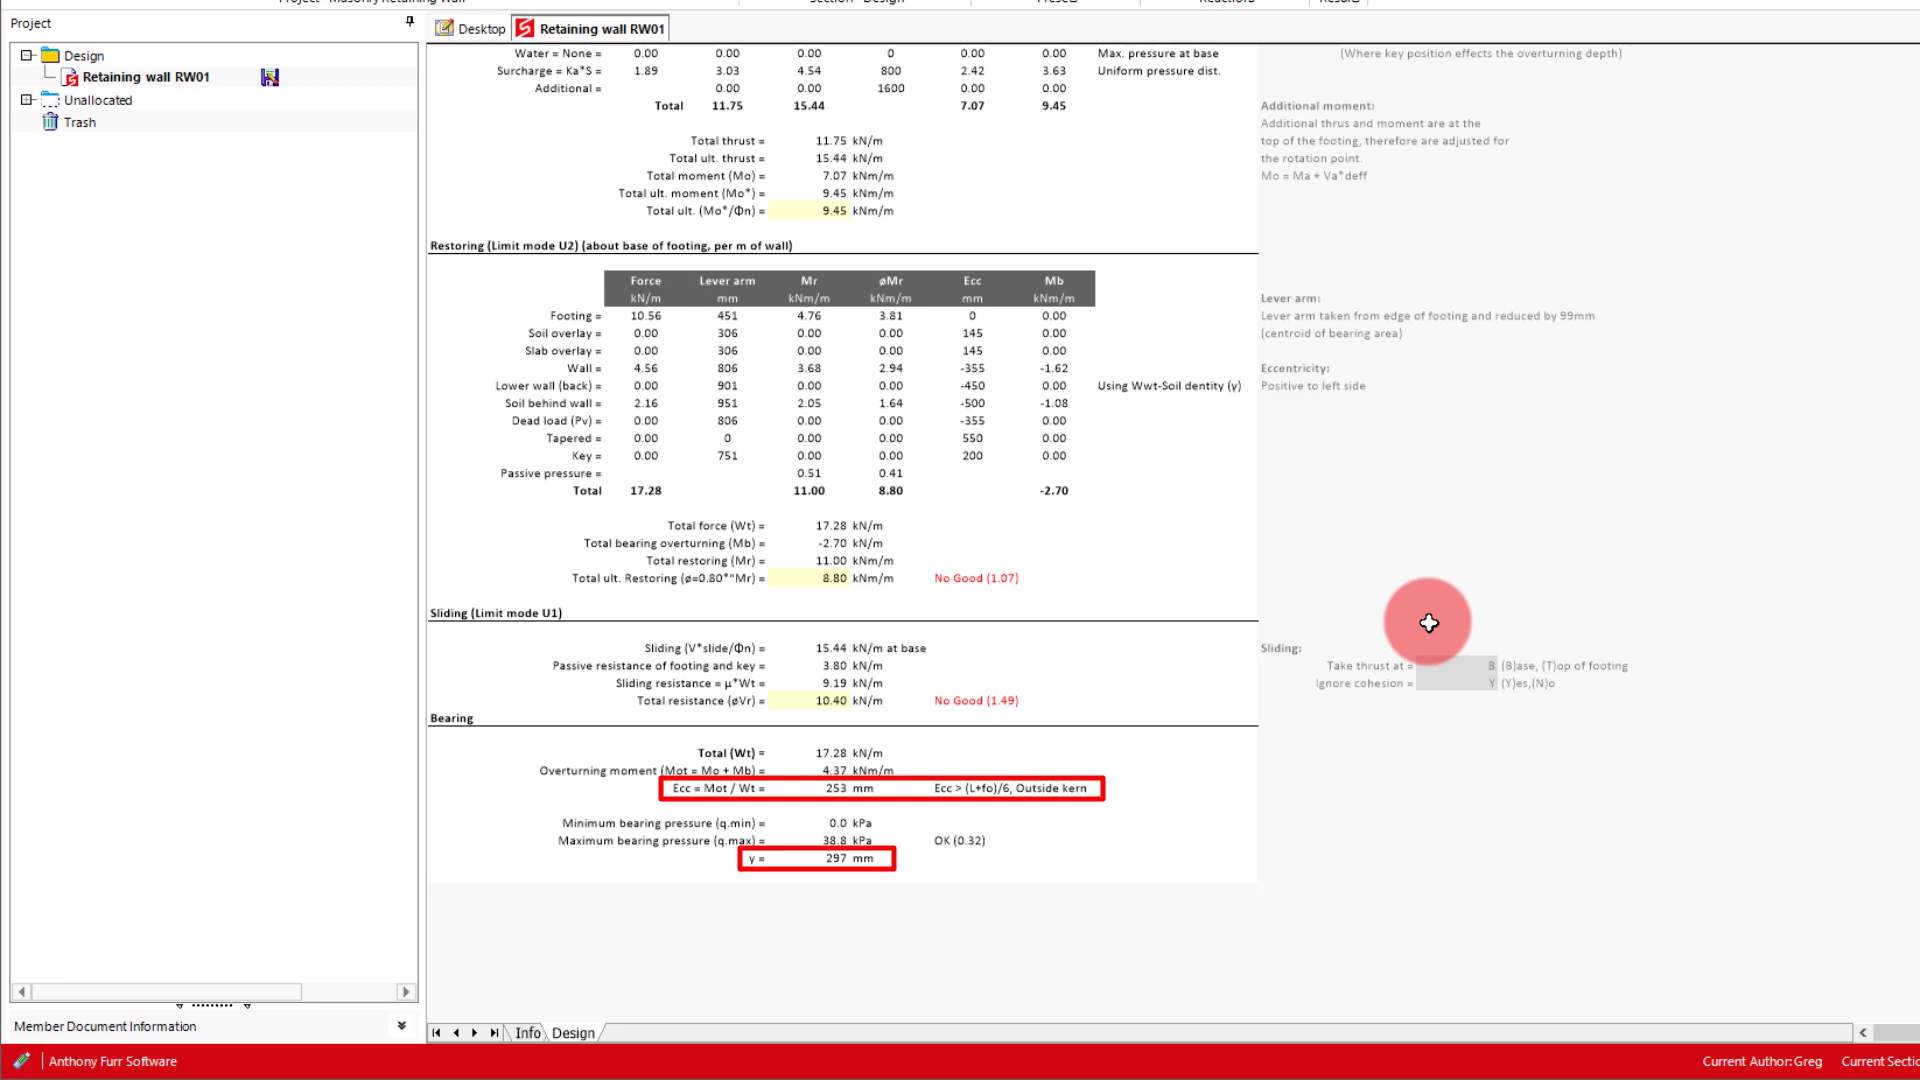 Project
Desktop
Retaining wall RW01
Design
Retaining wall RW01
Unallocated
Trash
Water = None = 0.00 0.00 0.00 0 0.00 0.00 Max. pressure at base (Where key position effects the overturning depth)
Surcharge = Ka*S = 1.89 3.03 4.54 800 2.42 3.63 Uniform pressure dist.
Additional = 0.00 0.00 1600 0.00 0.00
Total 11.75 15.44 7.07 9.45
Additional moment:
Additional thrus and moment are at the
top of the footing, therefore are adjusted for
the rotation point.
Mo = Ma + Va*deff
Total thrust = 11.75 kN/m
Total ult. thrust = 15.44 kN/m
Total moment (Mo) = 7.07 kNm/m
Total ult. moment (Mo*) = 9.45 kNm/m
Total ult. (Mo*/Φn) = 9.45 kNm/m
Restoring (Limit mode U2) (about base of footing, per m of wall)
Force Lever arm Mr øMr Ecc Mb
kN/m mm kNm/m kNm/m mm kNm/m
Footing = 10.56 451 4.76 3.81 0 0.00
Soil overlay = 0.00 306 0.00 0.00 145 0.00
Slab overlay = 0.00 306 0.00 0.00 145 0.00
Wall = 4.56 806 3.68 2.94 -355 -1.62
Lower wall (back) = 0.00 901 0.00 0.00 -450 0.00 Using Wwt-Soil dentity (y)
Soil behind wall = 2.16 951 2.05 1.64 -500 -1.08
Dead load (Pv) = 0.00 806 0.00 0.00 -355 0.00
Tapered = 0.00 0 0.00 0.00 550 0.00
Key = 0.00 751 0.00 0.00 200 0.00
Passive pressure = 0.51 0.41
Total 17.28 11.00 8.80 -2.70
Lever arm:
Lever arm taken from edge of footing and reduced by 99mm
(centroid of bearing area)
Eccentricity:
Positive to left side
Total force (Wt) = 17.28 kN/m
Total bearing overturning (Mb) = -2.70 kN/m
Total restoring (Mr) = 11.00 kNm/m
Total ult. Restoring (ø=0.80*"Mr) = 8.80 kNm/m No Good (1.07)
Sliding (Limit mode U1)
Sliding (V*slide/Φn) = 15.44 kN/m at base
Passive resistance of footing and key = 3.80 kN/m
Sliding resistance = µ*Wt = 9.19 kN/m
Total resistance (øVr) = 10.40 kN/m No Good (1.49)
Sliding:
Take thrust at = B (B)ase, (T)op of footing
Ignore cohesion = Y (Y)es,(N)o
Bearing
Total (Wt) = 17.28 kN/m
Overturning moment (Mot = Mo + Mb) = 4.37 kNm/m
Ecc = Mot / Wt = 253 mm Ecc > (L+fo)/6, Outside kern
Minimum bearing pressure (q.min) = 0.0 kPa
Maximum bearing pressure (q.max) = 38.8 kPa OK (0.32)
y = 297 mm
Member Document Information
Info Design
Anthony Furr Software
Current Author:Greg